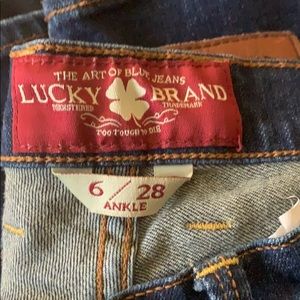 THE ART OF BLUE JEANS
LUCKY BRAND
REGISTERED TRADEMARK
TOO TOUGH TO DIE
6 / 28
ANKLE